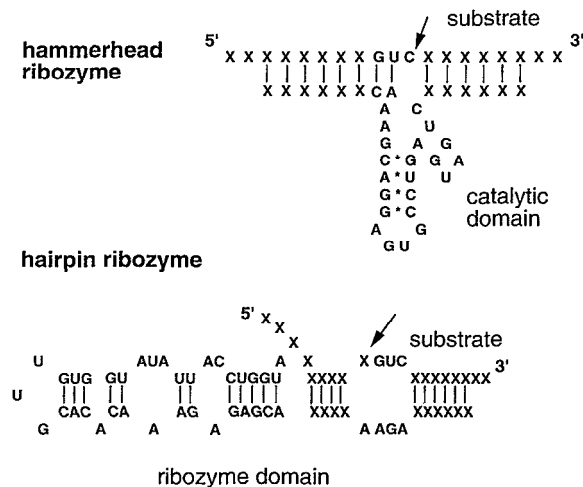 substrate
hammerhead 5' 3'
ribozyme X X X X X X X X G U C X X X X X X X X
X X X X X X C A X X X X X X X
A C
A U
G A G
C * G G A
A * U U
G * C catalytic
G * C domain
A G
G U
hairpin ribozyme
5' X
X
X substrate
U AUA AC A X X GUC 3'
GUG GU UU CUGGU XXXX XXXXXXXX
U
CAC CA AG GAGCA XXXX XXXXXX
G A A A A AGA
ribozyme domain